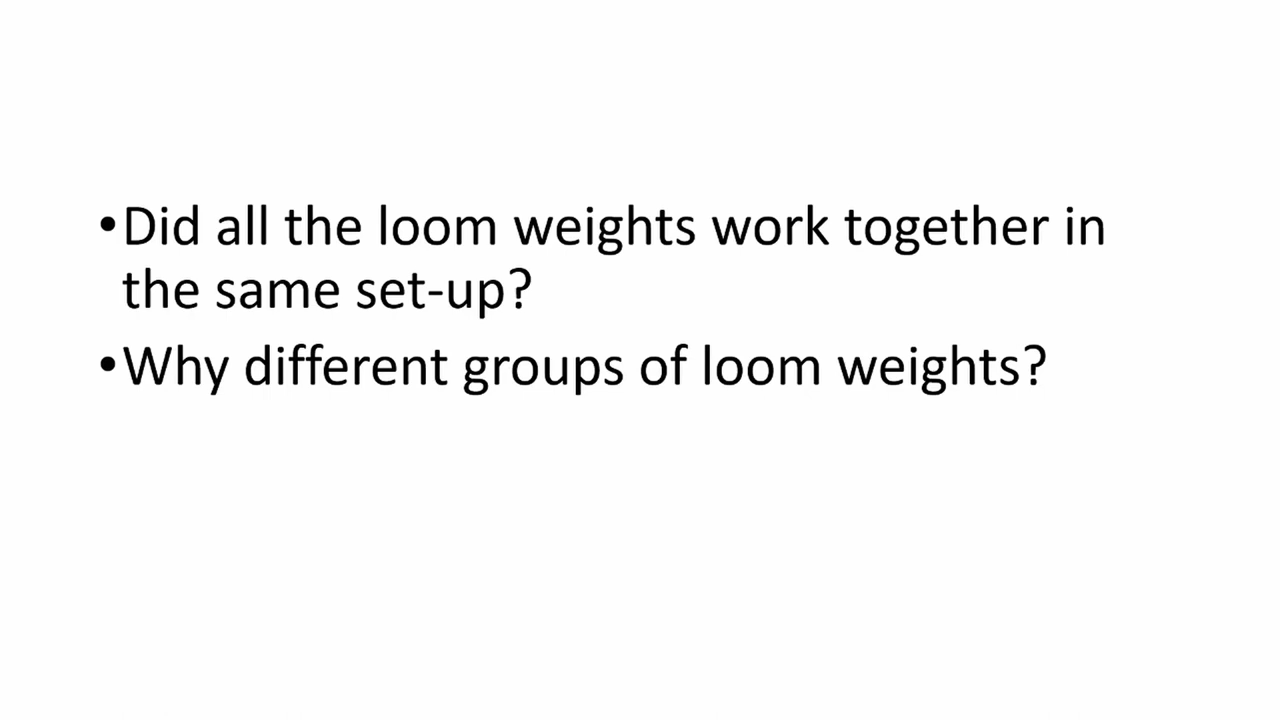 •Did all the loom weights work together in
the same set-up?
•Why different groups of loom weights?